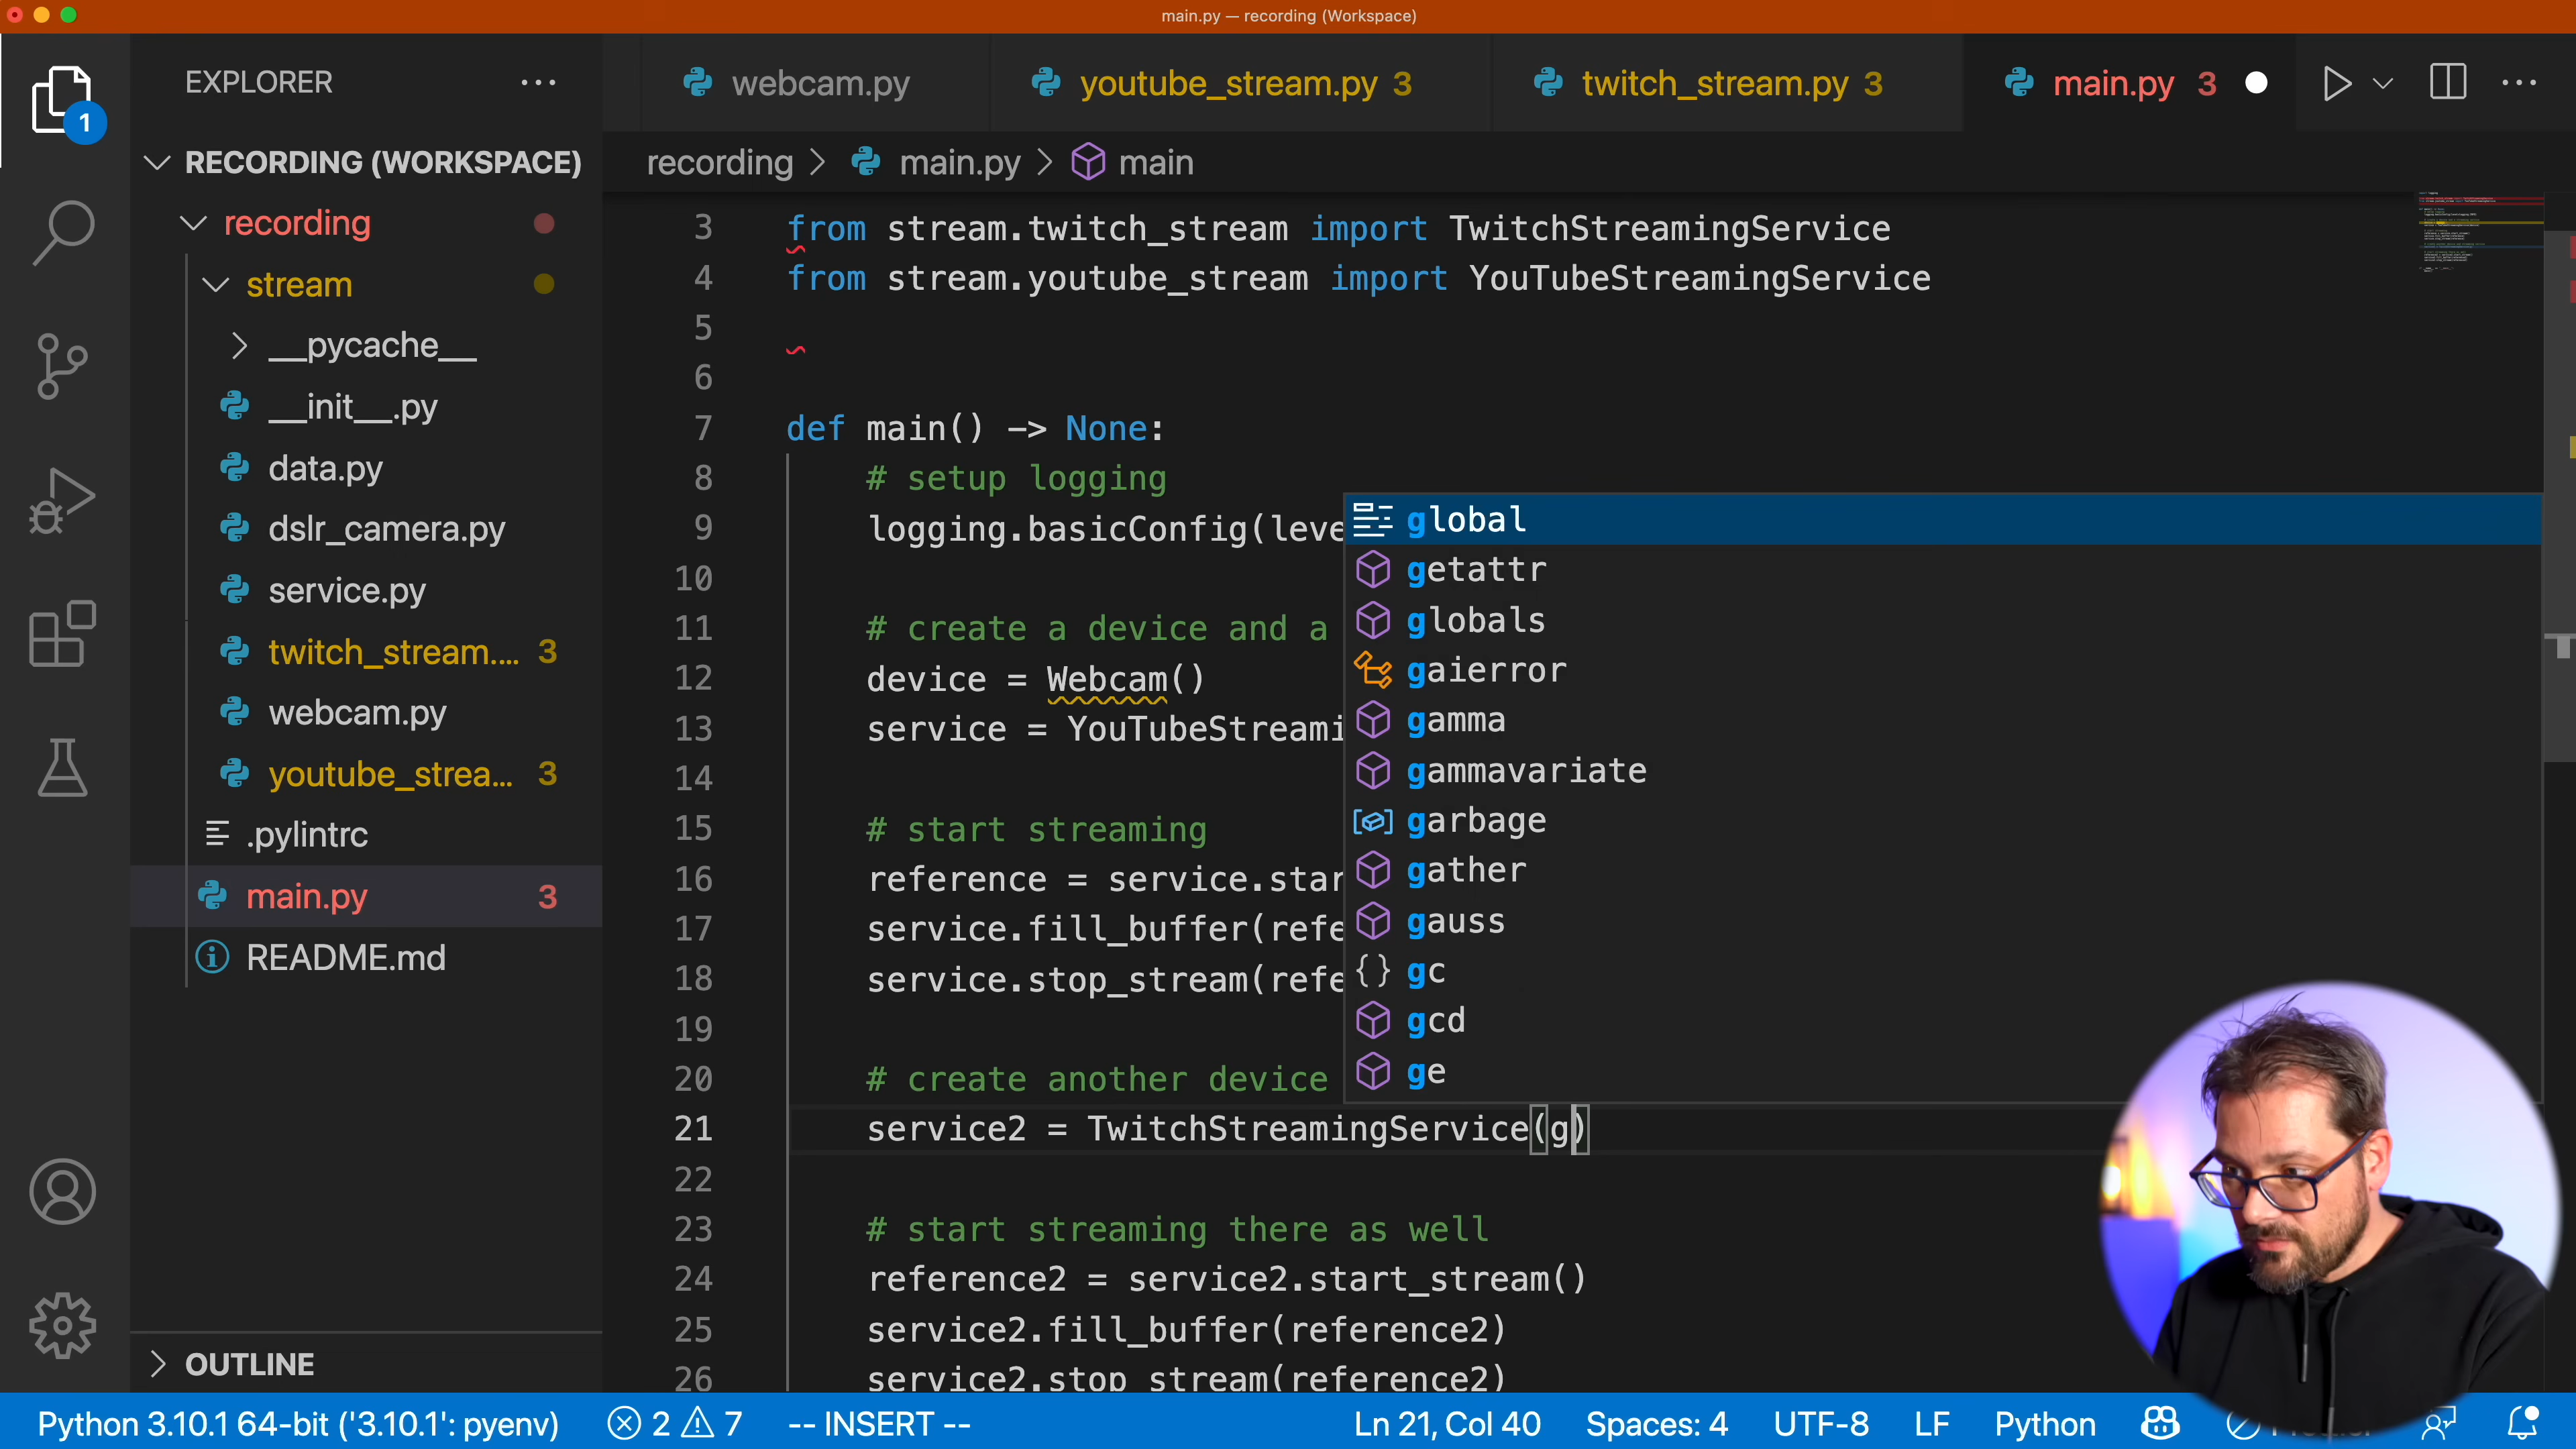 main.py — recording (Workspace)
EXPLORER
webcam.py
youtube_stream.py 3
twitch_stream.py 3
main.py 3
1
RECORDING (WORKSPACE)
recording > main.py > main
recording
stream
__pycache__
__init__.py
data.py
dslr_camera.py
service.py
twitch_stream.... 3
webcam.py
youtube_strea... 3
.pylintrc
main.py 3
README.md
OUTLINE
3 from stream.twitch_stream import TwitchStreamingService
4 from stream.youtube_stream import YouTubeStreamingService
5
6
7 def main() -> None:
8 # setup logging
9 logging.basicConfig(leve
10
11 # create a device and a
12 device = Webcam()
13 service = YouTubeStreami
14
15 # start streaming
16 reference = service.star
17 service.fill_buffer(refe
18 service.stop_stream(refe
19
20 # create another device
21 service2 = TwitchStreamingService(g)
22
23 # start streaming there as well
24 reference2 = service2.start_stream()
25 service2.fill_buffer(reference2)
26 service2.stop_stream(reference2)
global
getattr
globals
gaierror
gamma
gammavariate
garbage
gather
gauss
gc
gcd
ge
Python 3.10.1 64-bit ('3.10.1': pyenv) 2 7 -- INSERT -- Ln 21, Col 40 Spaces: 4 UTF-8 LF Python